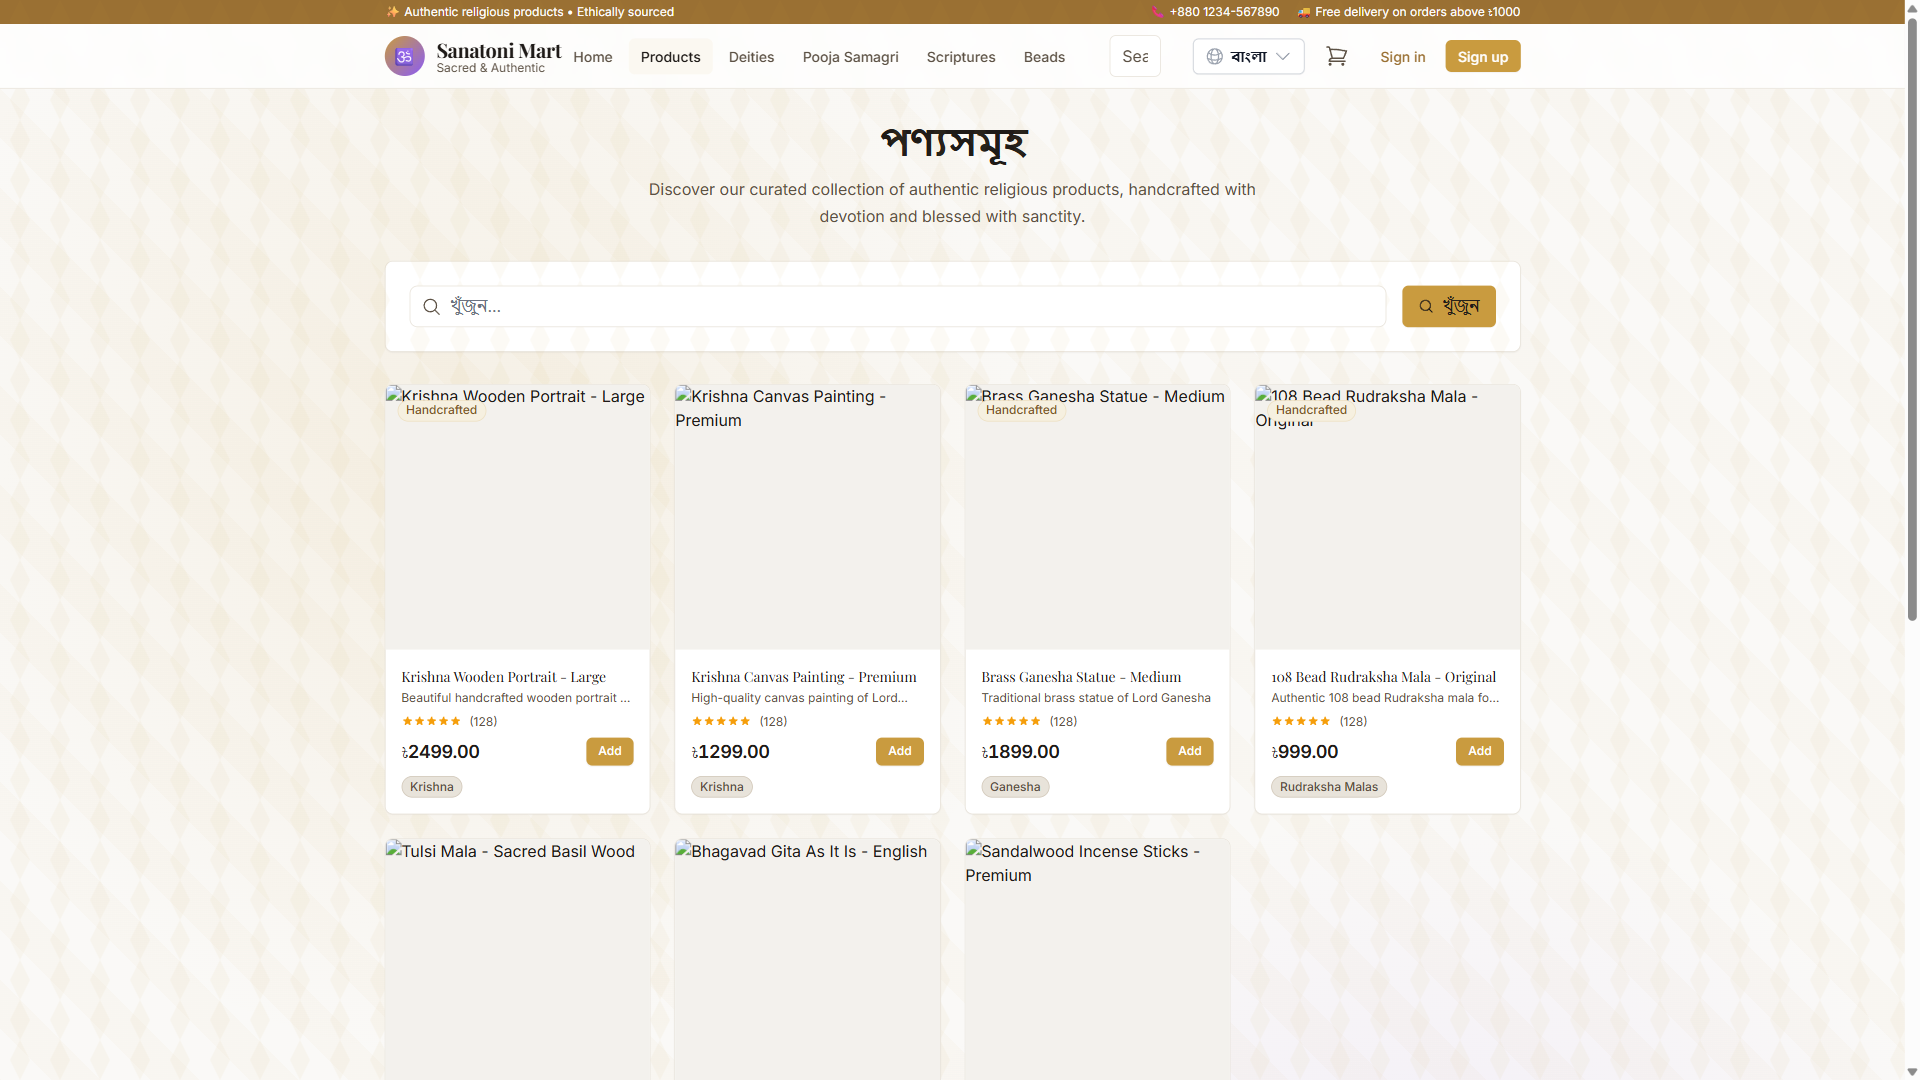 ✨ Authentic religious products • Ethically sourced
📞 +880 1234-567890
🚚 Free delivery on orders above ৳1000
🕉
Sanatoni Mart
Sacred & Authentic
Home
Products
Deities
Pooja Samagri
Scriptures
Beads
Sea
বাংলা
Sign in
Sign up
পণ্যসমূহ
Discover our curated collection of authentic religious products, handcrafted with
devotion and blessed with sanctity.
খুঁজুন...
খুঁজুন
Krishna Wooden Portrait - Large
Handcrafted
Krishna Canvas Painting -
Premium
Brass Ganesha Statue - Medium
Handcrafted
108 Bead Rudraksha Mala -
Handcrafted
Original
Krishna Wooden Portrait - Large
Beautiful handcrafted wooden portrait ...
★★★★★ (128)
৳2499.00
Add
Krishna
Krishna Canvas Painting - Premium
High-quality canvas painting of Lord...
★★★★★ (128)
৳1299.00
Add
Krishna
Brass Ganesha Statue - Medium
Traditional brass statue of Lord Ganesha
★★★★★ (128)
৳1899.00
Add
Ganesha
108 Bead Rudraksha Mala - Original
Authentic 108 bead Rudraksha mala fo...
★★★★★ (128)
৳999.00
Add
Rudraksha Malas
Tulsi Mala - Sacred Basil Wood
Bhagavad Gita As It Is - English
Sandalwood Incense Sticks -
Premium